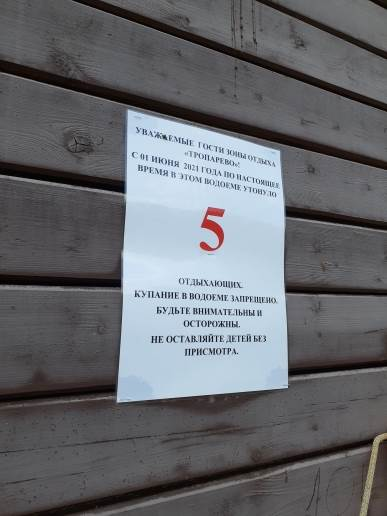 УВАЖАЕМЫЕ ГОСТИ ЗОНЫ ОТДЫХА
«ТРОПАРЕВО»!
С 01 ИЮНЯ 2021 ГОДА ПО НАСТОЯЩЕЕ
ВРЕМЯ В ЭТОМ ВОДОЕМЕ УТОНУЛО
5
ОТДЫХАЮЩИХ.
КУПАНИЕ В ВОДОЕМЕ ЗАПРЕЩЕНО.
БУДЬТЕ ВНИМАТЕЛЬНЫ И
ОСТОРОЖНЫ.
НЕ ОСТАВЛЯЙТЕ ДЕТЕЙ БЕЗ
ПРИСМОТРА.